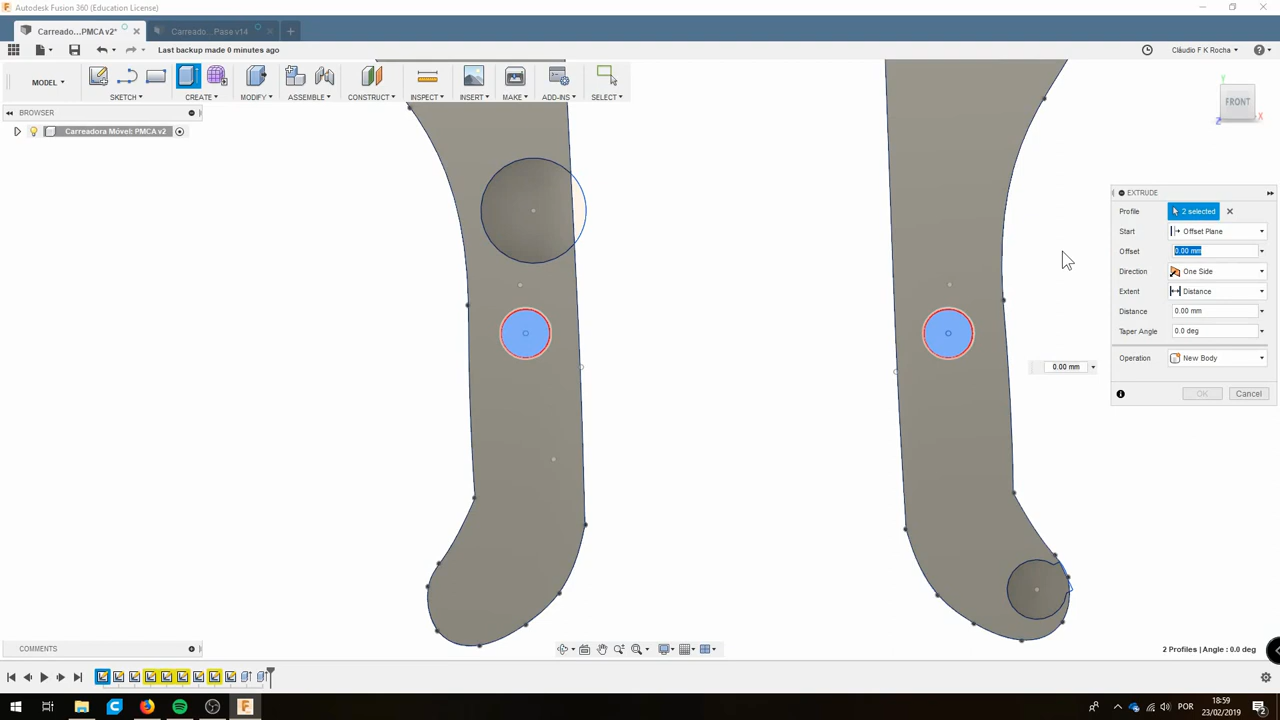 Autodesk Fusion 360 (Education License)
Carreado...PMCA v2*
Carread...Pase v14
Last backup made 0 minutes ago
Cláudio F K Rocha
MODEL
SKETCH
CREATE
MODIFY
ASSEMBLE
CONSTRUCT
INSPECT
INSERT
MAKE
ADD-INS
SELECT
BROWSER
Carreadora Móvel: PMCA v2
FRONT
Y
X
Z
EXTRUDE
Profile 2 selected
Start Offset Plane
Offset 0.00 mm
Direction One Side
Extent Distance
Distance 0.00 mm
Taper Angle 0.0 deg
Operation New Body
0.00 mm
OK Cancel
COMMENTS
2 Profiles | Angle : 0.0 deg
POR
18:59
23/02/2019
2